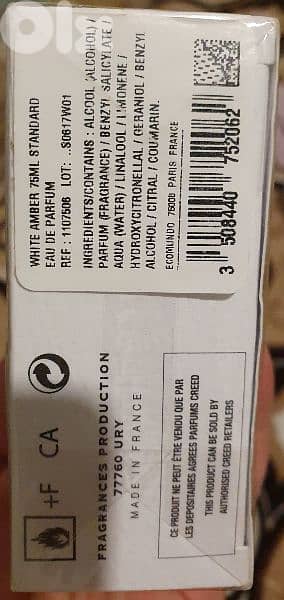 OLX
WHITE AMBER 75ML STANDARD
EAU DE PARFUM
REF : 1107506 LOT: ..S0617W01
INGREDIENTS/CONTAINS : ALCOOL (ALCOHOL) /
PARFUM (FRAGRANCE) / BENZYL SALICYLATE /
AQUA (WATER) / LINALOOL / LIMONENE /
HYDROXYCITRONELLAL / GERANIOL / BENZYL
ALCOHOL / CITRAL / COUMARIN.
ECOMUNDO 75008 PARIS FRANCE
3 508440 752062
+F CA
FRAGRANCES PRODUCTION
77760 URY
MADE IN FRANCE
CE PRODUIT NE PEUT ÊTRE VENDU QUE PAR
LES DEPOSITAIRES AGREES PARFUMS CREED
THIS PRODUCT CAN BE SOLD BY
AUTHORISED CREED RETAILERS